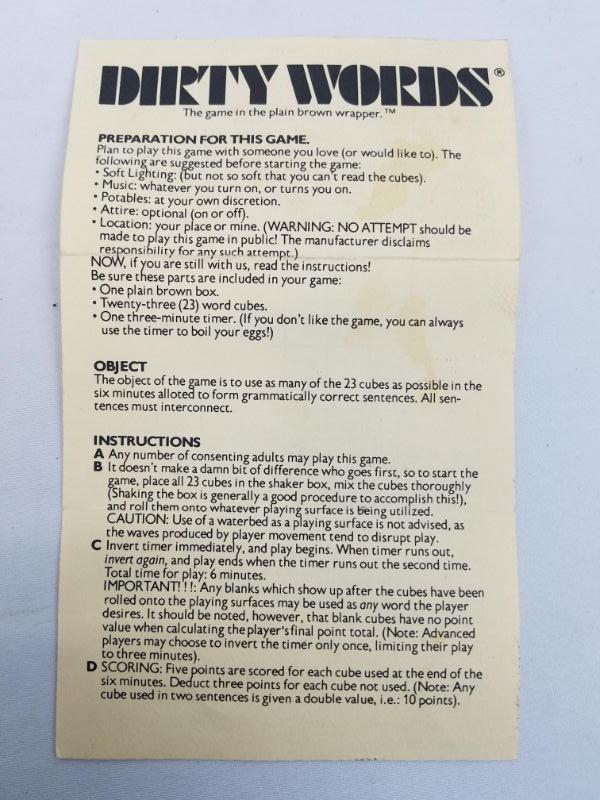 DIRTY WORDS®
The game in the plain brown wrapper.™
PREPARATION FOR THIS GAME.
Plan to play this game with someone you love (or would like to). The
following are suggested before starting the game:
• Soft Lighting: (but not so soft that you can't read the cubes).
• Music: whatever you turn on, or turns you on.
• Potables: at your own discretion.
• Attire: optional (on or off).
• Location: your place or mine. (WARNING: NO ATTEMPT should be
made to play this game in public! The manufacturer disclaims
responsibility for any such attempt.)
NOW, if you are still with us, read the instructions!
Be sure these parts are included in your game:
• One plain brown box.
• Twenty-three (23) word cubes.
• One three-minute timer. (If you don't like the game, you can always
use the timer to boil your eggs!)
OBJECT
The object of the game is to use as many of the 23 cubes as possible in the
six minutes alloted to form grammatically correct sentences. All sen-
tences must interconnect.
INSTRUCTIONS
A Any number of consenting adults may play this game.
B It doesn't make a damn bit of difference who goes first, so to start the
game, place all 23 cubes in the shaker box, mix the cubes thoroughly
(Shaking the box is generally a good procedure to accomplish this!),
and roll them onto whatever playing surface is being utilized.
CAUTION: Use of a waterbed as a playing surface is not advised, as
the waves produced by player movement tend to disrupt play.
C Invert timer immediately, and play begins. When timer runs out,
invert again, and play ends when the timer runs out the second time.
Total time for play: 6 minutes.
IMPORTANT!!!: Any blanks which show up after the cubes have been
rolled onto the playing surfaces may be used as any word the player
desires. It should be noted, however, that blank cubes have no point
value when calculating the player's final point total. (Note: Advanced
players may choose to invert the timer only once, limiting their play
to three minutes).
D SCORING: Five points are scored for each cube used at the end of the
six minutes. Deduct three points for each cube not used. (Note: Any
cube used in two sentences is given a double value, i.e.: 10 points).